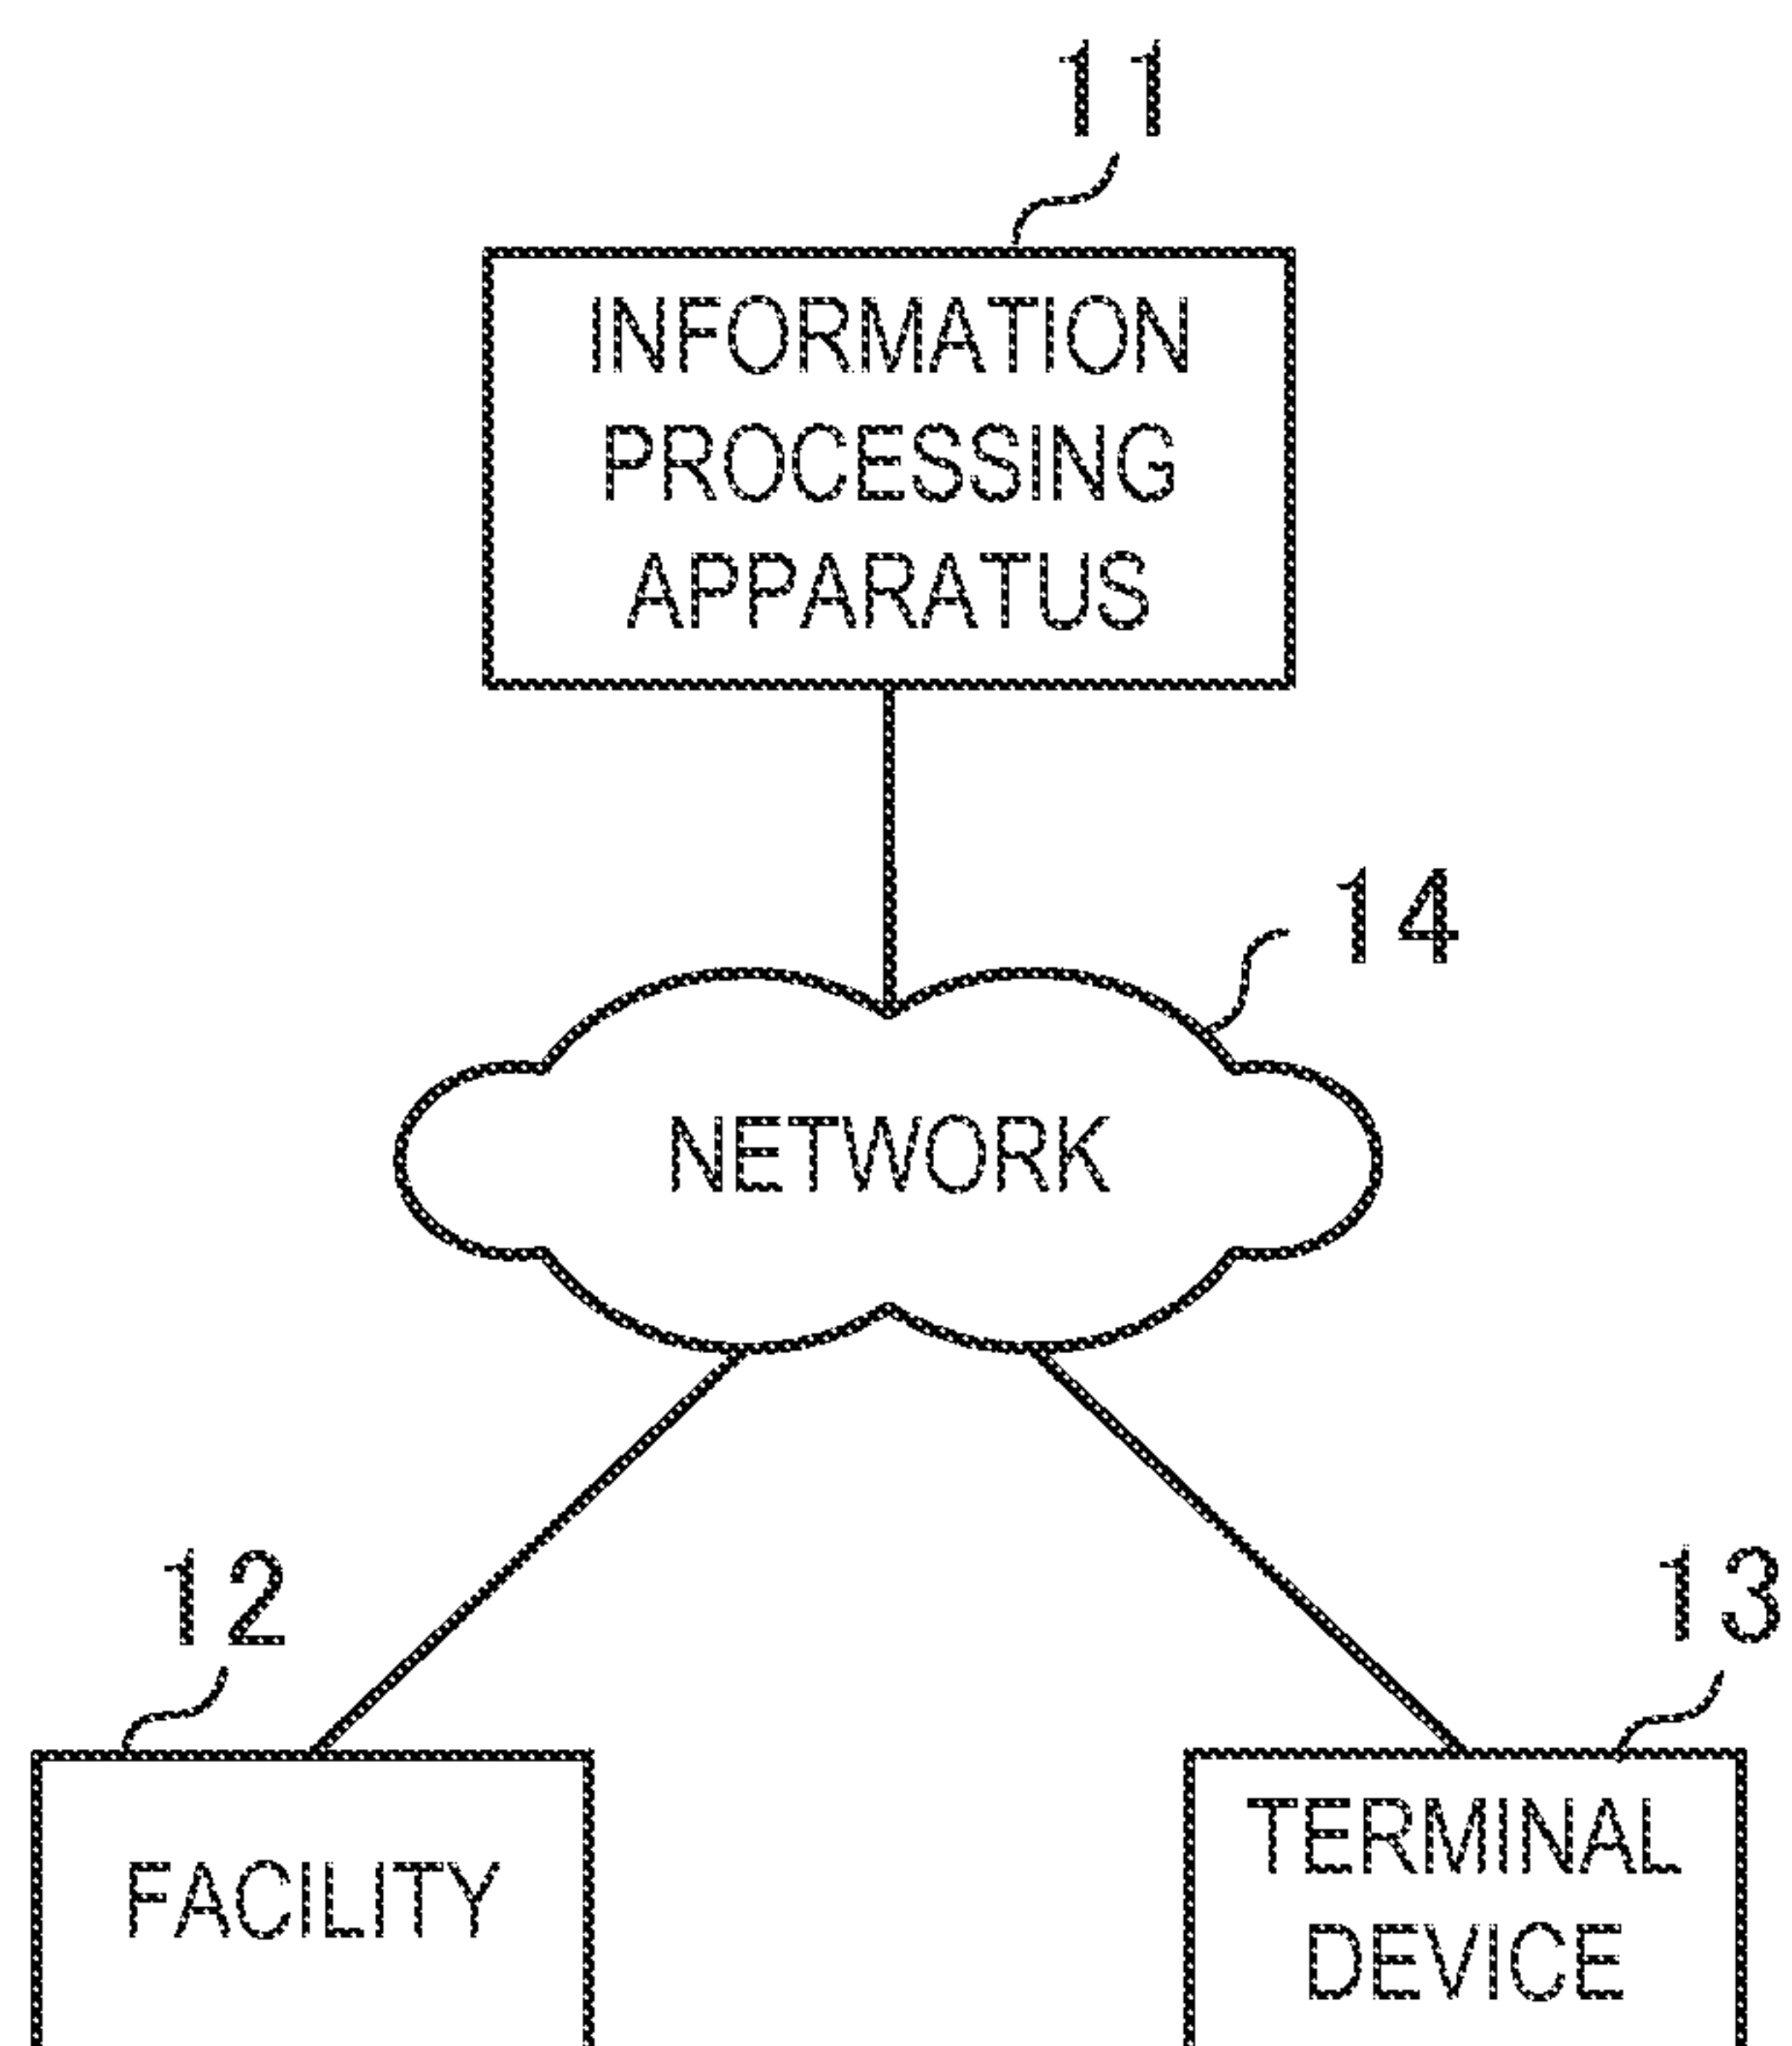 11
INFORMATION
PROCESSING
APPARATUS
14
NETWORK
12
13
FACILITY
TERMINAL
DEVICE